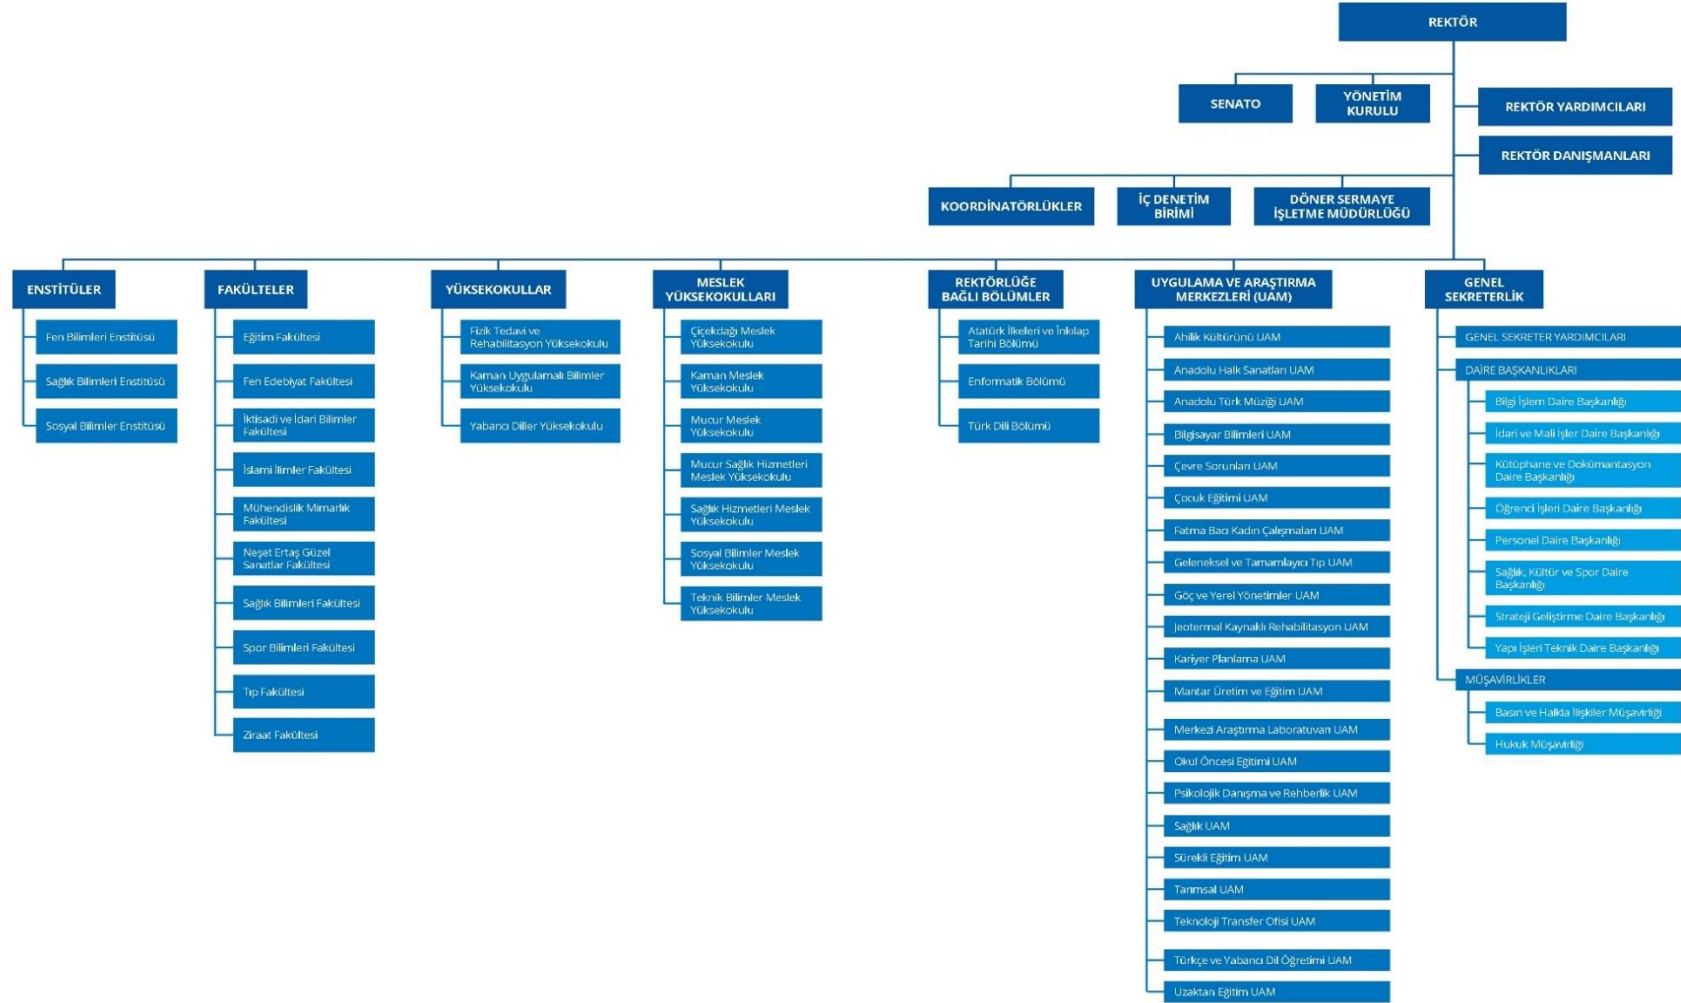 REKTÖR
SENATO
YÖNETİM
KURULU
REKTÖR YARDIMCILARI
REKTÖR DANIŞMANLARI
KOORDİNATÖRLÜKLER
İÇ DENETİM
BİRİMİ
DÖNER SERMAYE
İŞLETME MÜDÜRLÜĞÜ
ENSTİTÜLER
Fen Bilimleri Enstitüsü
Sağlık Bilimleri Enstitüsü
Sosyal Bilimler Enstitüsü
FAKÜLTELER
Eğitim Fakültesi
Fen Edebiyat Fakültesi
İktisadi ve İdari Bilimler
Fakültesi
İslami İlimler Fakültesi
Mühendislik Mimarlık
Fakültesi
Neşet Ertaş Güzel
Sanatlar Fakültesi
Sağlık Bilimleri Fakültesi
Spor Bilimleri Fakültesi
Tıp Fakültesi
Ziraat Fakültesi
YÜKSEKOKULLAR
Fizik Tedavi ve
Rehabilitasyon Yüksekokulu
Kaman Uygulamalı Bilimler
Yüksekokulu
Yabancı Diller Yüksekokulu
MESLEK
YÜKSEKOKULLARI
Çiçekdağı Meslek
Yüksekokulu
Kaman Meslek
Yüksekokulu
Mucur Meslek
Yüksekokulu
Mucur Sağlık Hizmetleri
Meslek Yüksekokulu
Sağlık Hizmetleri Meslek
Yüksekokulu
Sosyal Bilimler Meslek
Yüksekokulu
Teknik Bilimler Meslek
Yüksekokulu
REKTÖRLÜĞE
BAĞLI BÖLÜMLER
Atatürk İlkeleri ve İnkılap
Tarihi Bölümü
Enformatik Bölümü
Türk Dili Bölümü
UYGULAMA VE ARAŞTIRMA
MERKEZLERİ (UAM)
Ahilik Kültürünü UAM
Anadolu Halk Sanatları UAM
Anadolu Türk Müziği UAM
Bilgisayar Bilimleri UAM
Çevre Sorunları UAM
Çocuk Eğitimi UAM
Fatma Bacı Kadın Çalışmaları UAM
Geleneksel ve Tamamlayıcı Tıp UAM
Göç ve Yerel Yönetimler UAM
Jeotermal Kaynaklı Rehabilitasyon UAM
Kariyer Planlama UAM
Mantar Üretim ve Eğitim UAM
Merkezi Araştırma Laboratuvarı UAM
Okul Öncesi Eğitimi UAM
Psikolojik Danışma ve Rehberlik UAM
Sağlık UAM
Sürekli Eğitim UAM
Tarımsal UAM
Teknoloji Transfer Ofisi UAM
Türkçe ve Yabancı Dil Öğretimi UAM
Uzaktan Eğitim UAM
GENEL
SEKRETERLİK
GENEL SEKRETER YARDIMCILARI
DAİRE BAŞKANLIKLARI
Bilgi İşlem Daire Başkanlığı
İdari ve Mali İşler Daire Başkanlığı
Kütüphane ve Dokümantasyon
Daire Başkanlığı
Öğrenci İşleri Daire Başkanlığı
Personel Daire Başkanlığı
Sağlık, Kültür ve Spor Daire
Başkanlığı
Strateji Geliştirme Daire Başkanlığı
Yapı İşleri Teknik Daire Başkanlığı
MÜŞAVİRLİKLER
Basın ve Halkla İlişkiler Müşavirliği
Hukuk Müşavirliği